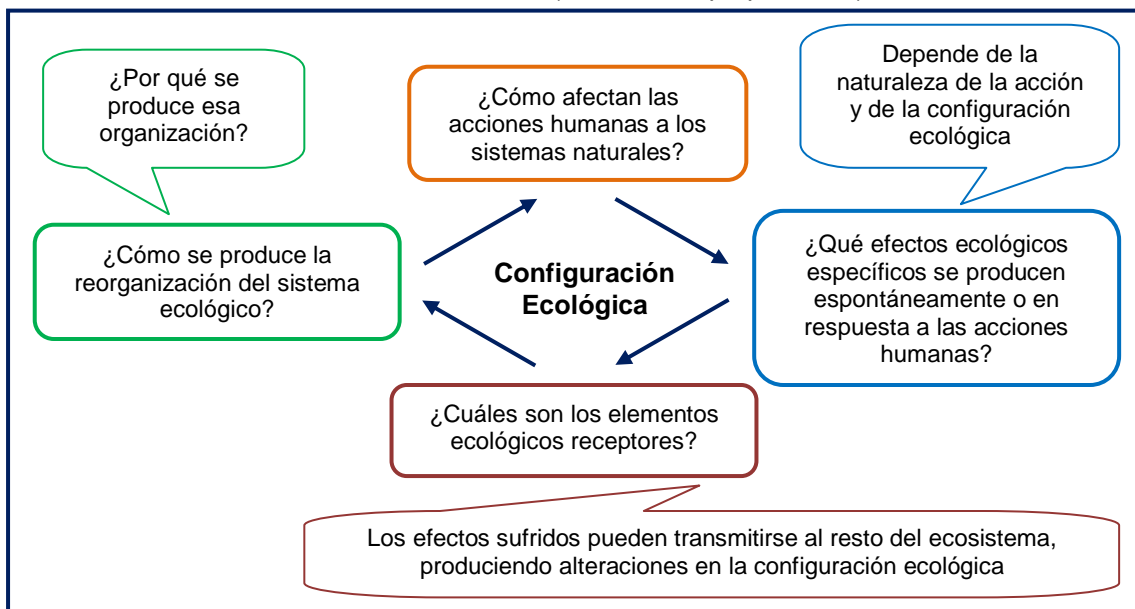 ¿Por qué se
produce esa
organización?
¿Cómo afectan las
acciones humanas a los
sistemas naturales?
Depende de la
naturaleza de la acción
y de la configuración
ecológica
¿Cómo se produce la
reorganización del sistema
ecológico?
Configuración
Ecológica
¿Qué efectos ecológicos
específicos se producen
espontáneamente o en
respuesta a las acciones
humanas?
¿Cuáles son los elementos
ecológicos receptores?
Los efectos sufridos pueden transmitirse al resto del ecosistema,
produciendo alteraciones en la configuración ecológica